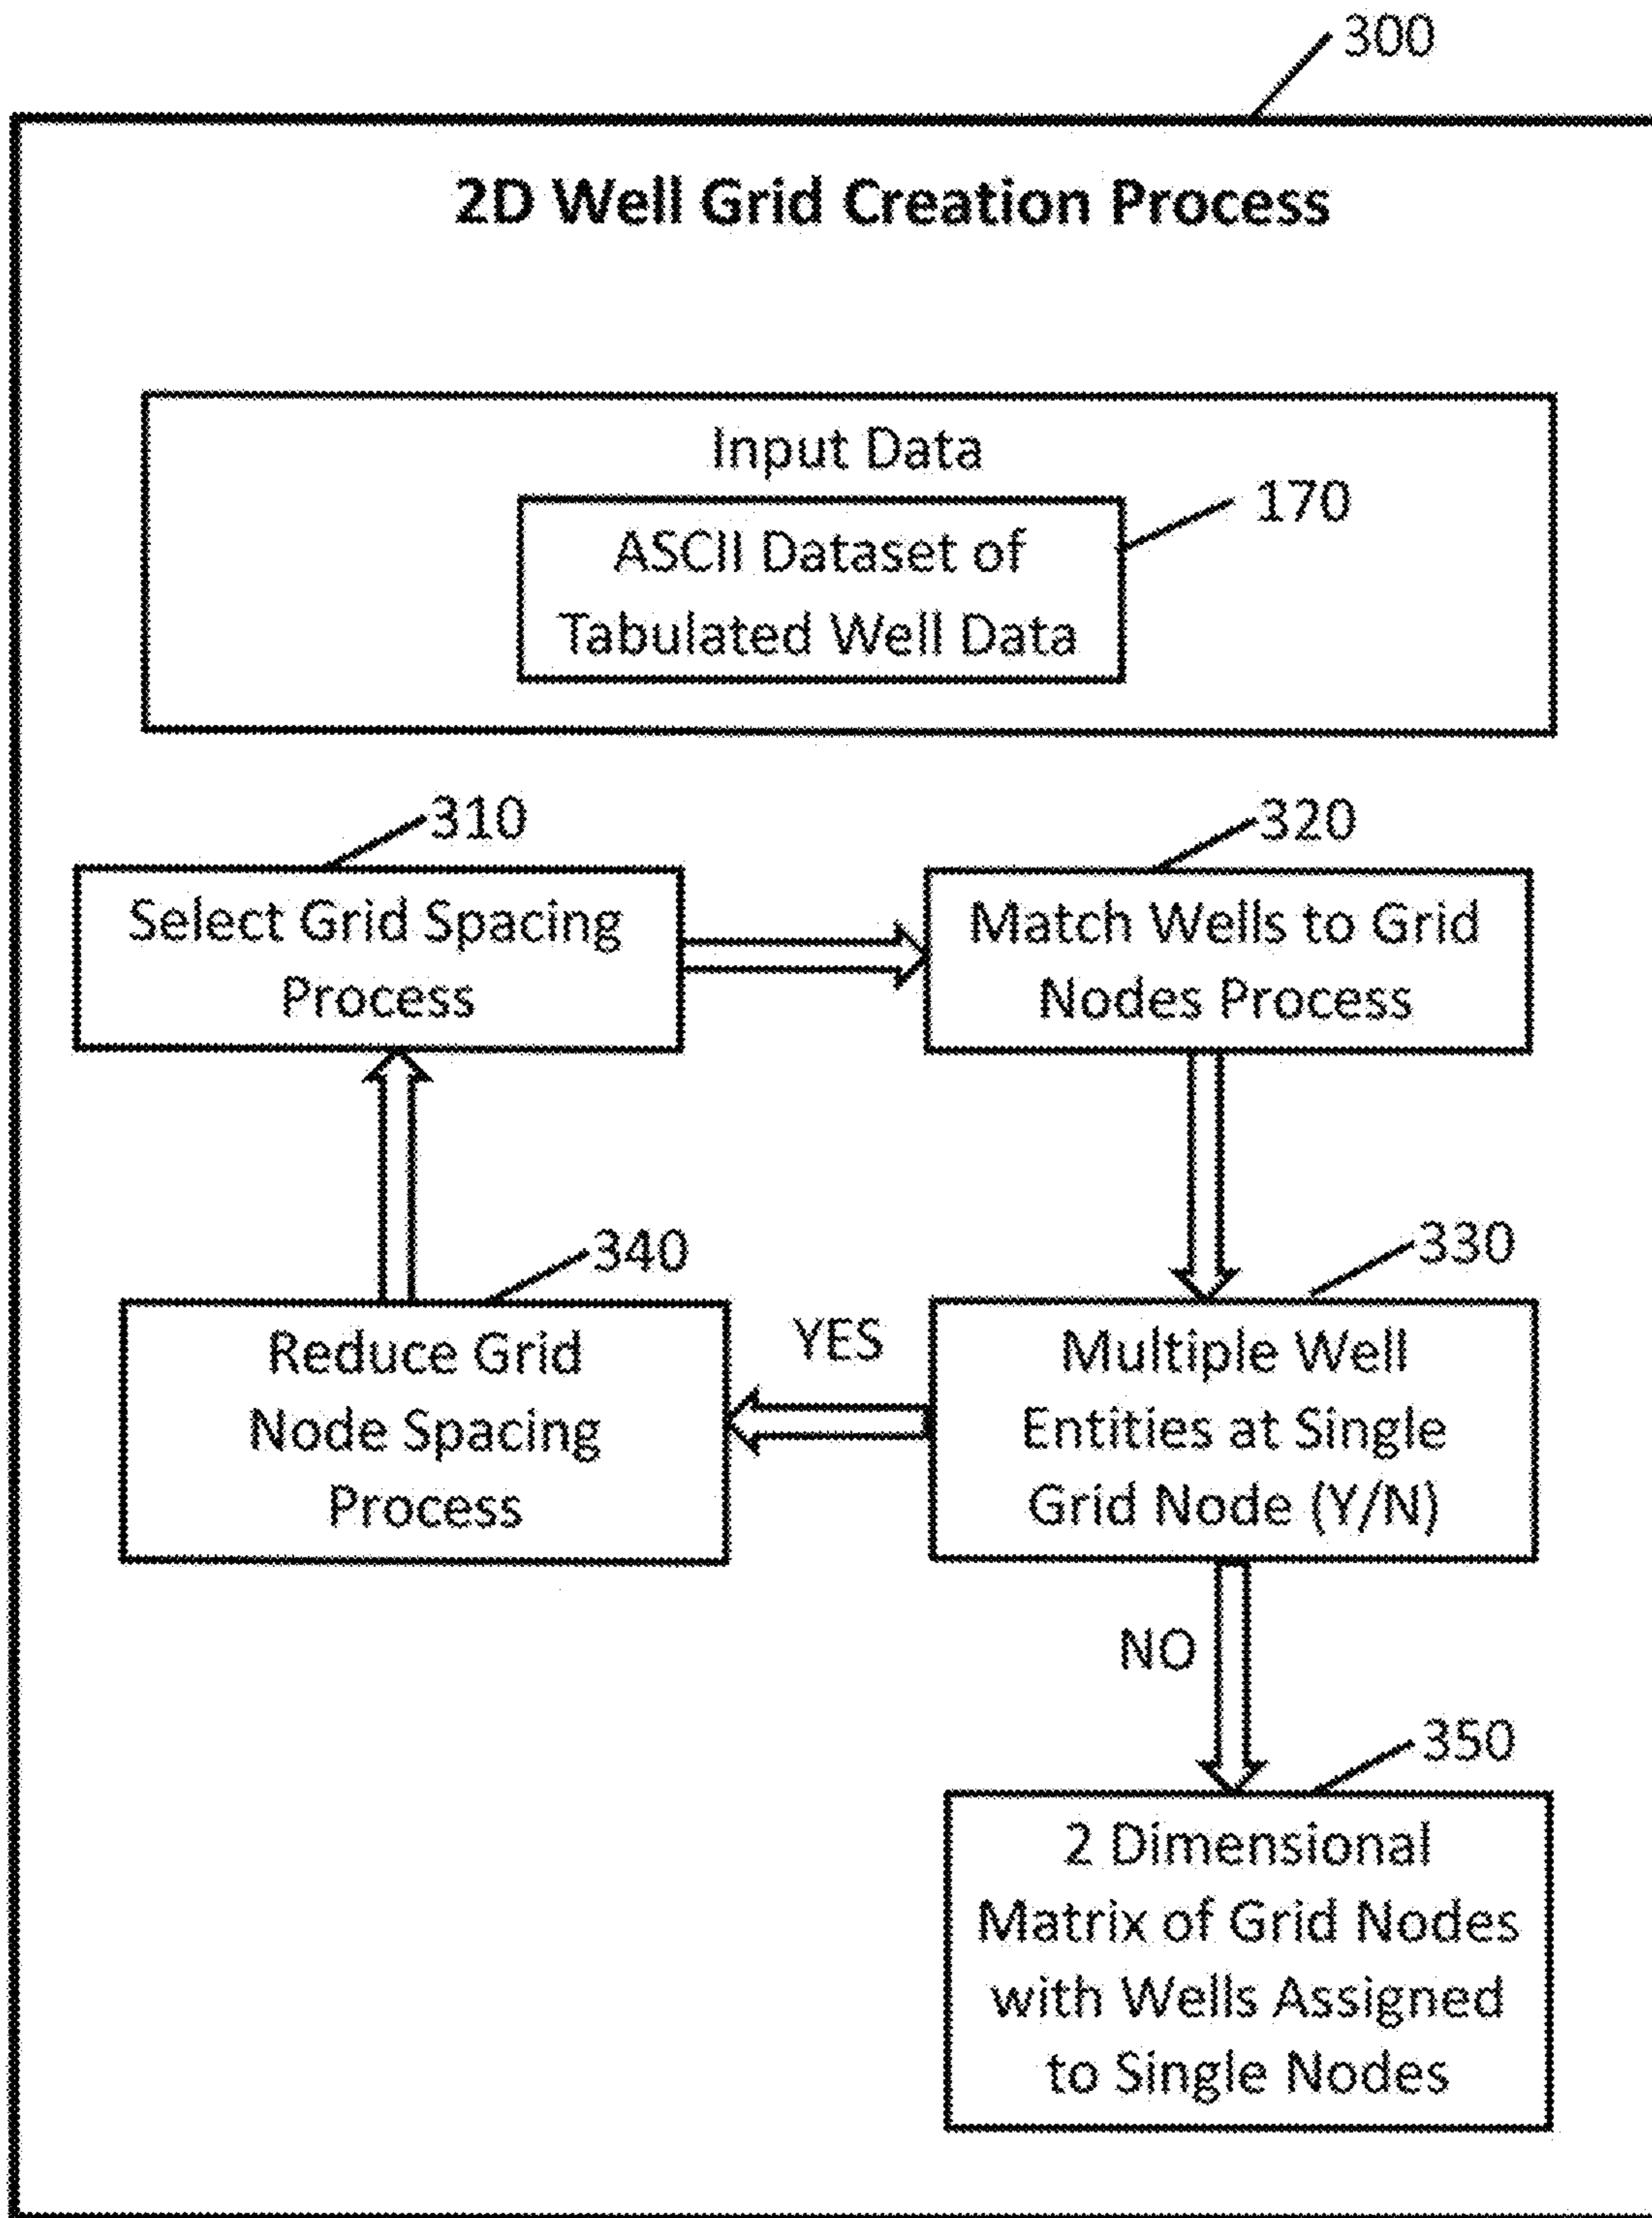 300
2D Well Grid Creation Process
Input Data
170
ASCII Dataset of
Tabulated Well Data
310
Select Grid Spacing
Process
320
Match Wells to Grid
Nodes Process
330
Multiple Well
Entities at Single
Grid Node (Y/N)
YES
340
Reduce Grid
Node Spacing
Process
NO
350
2 Dimensional
Matrix of Grid Nodes
with Wells Assigned
to Single Nodes